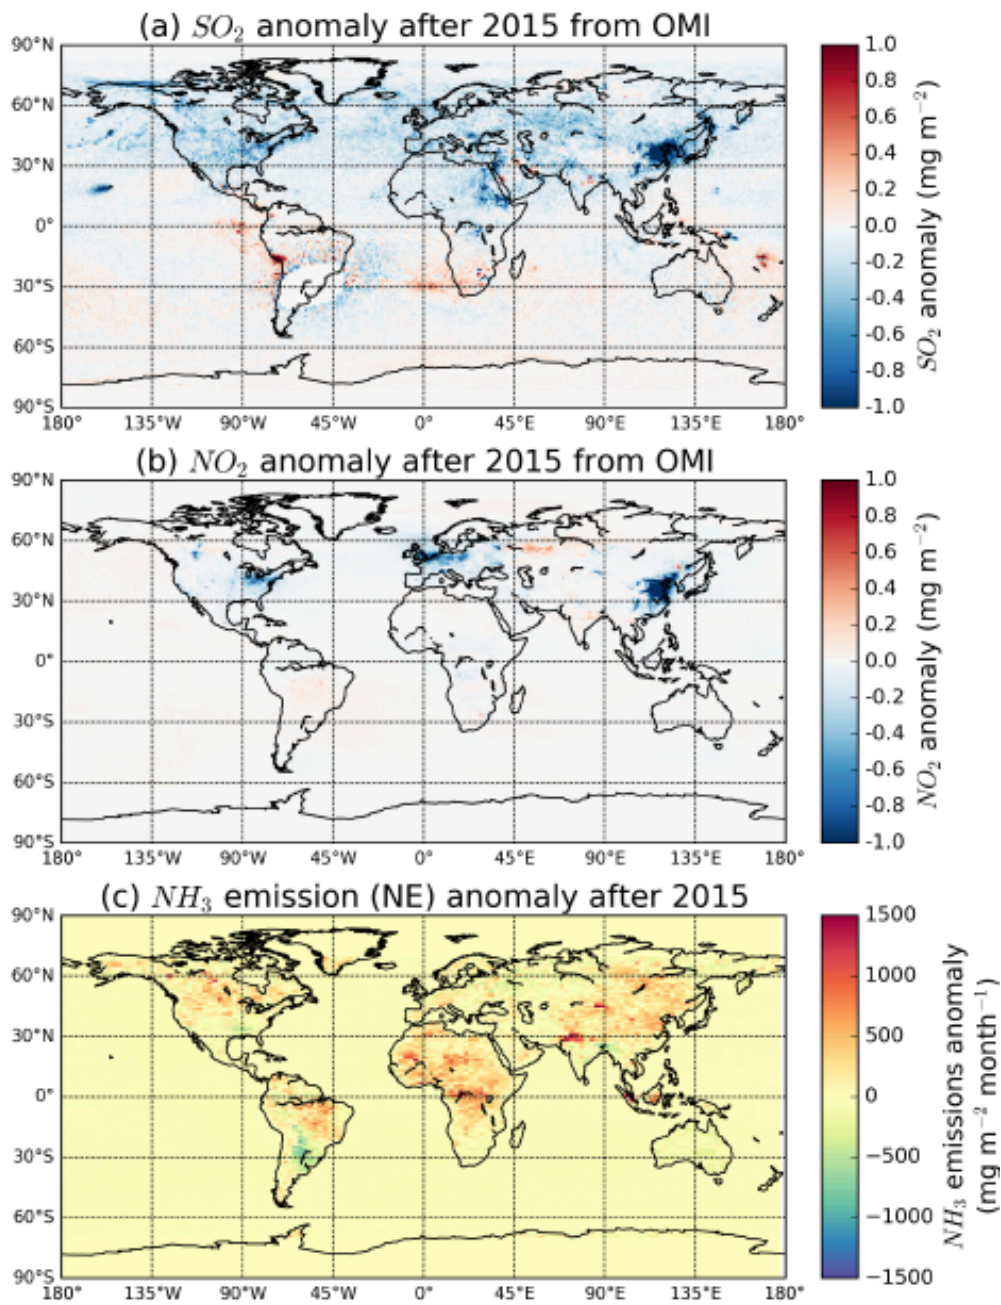 (a) SO₂ anomaly after 2015 from OMI
90°N
60°N
30°N
0°
30°S
60°S
90°S
180° 135°W 90°W 45°W 0° 45°E 90°E 135°E 180°
1.0
0.8
0.6
0.4
0.2
0.0
-0.2
-0.4
-0.6
-0.8
-1.0
SO₂ anomaly (mg m⁻²)
(b) NO₂ anomaly after 2015 from OMI
90°N
60°N
30°N
0°
30°S
60°S
90°S
180° 135°W 90°W 45°W 0° 45°E 90°E 135°E 180°
1.0
0.8
0.6
0.4
0.2
0.0
-0.2
-0.4
-0.6
-0.8
-1.0
NO₂ anomaly (mg m⁻²)
(c) NH₃ emission (NE) anomaly after 2015
90°N
60°N
30°N
0°
30°S
60°S
90°S
180° 135°W 90°W 45°W 0° 45°E 90°E 135°E 180°
1500
1000
500
0
−500
−1000
−1500
NH₃ emissions anomaly
(mg m⁻² month⁻¹)